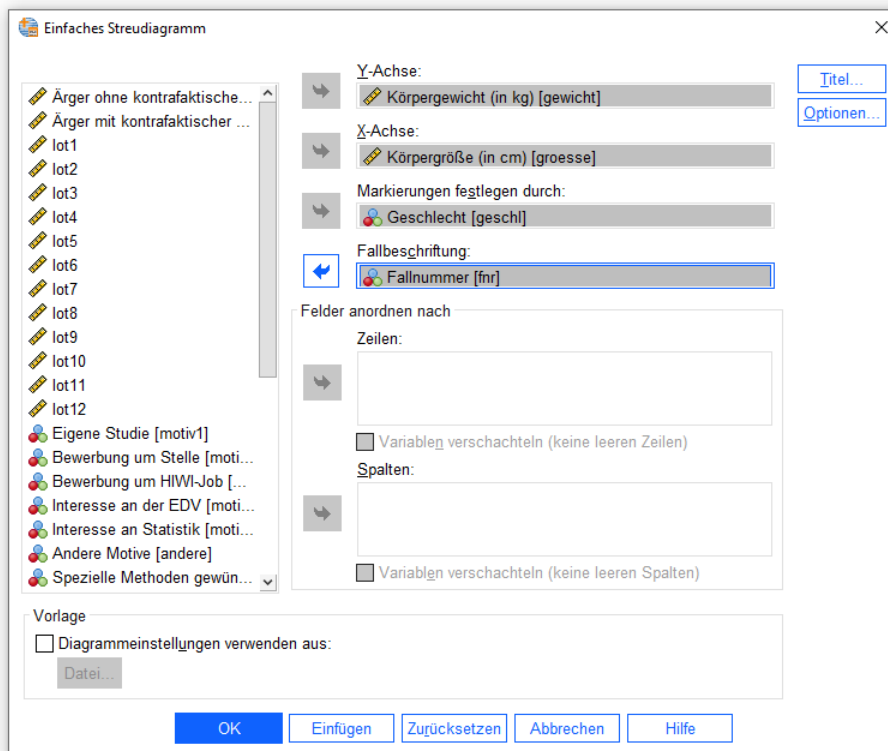 Einfaches Streudiagramm
Ärger ohne kontrafaktische...
Ärger mit kontrafaktischer ...
lot1
lot2
lot3
lot4
lot5
lot6
lot7
lot8
lot9
lot10
lot11
lot12
Eigene Studie [motiv1]
Bewerbung um Stelle [moti...
Bewerbung um HIWI-Job [...
Interesse an der EDV [moti...
Interesse an Statistik [moti...
Andere Motive [andere]
Spezielle Methoden gewün...
Y-Achse:
Körpergewicht (in kg) [gewicht]
X-Achse:
Körpergröße (in cm) [groesse]
Markierungen festlegen durch:
Geschlecht [geschl]
Fallbeschriftung:
Fallnummer [fnr]
Felder anordnen nach
Zeilen:
Variablen verschachteln (keine leeren Zeilen)
Spalten:
Variablen verschachteln (keine leeren Spalten)
Titel...
Optionen...
Vorlage
Diagrammeinstellungen verwenden aus:
Datei...
OK
Einfügen
Zurücksetzen
Abbrechen
Hilfe